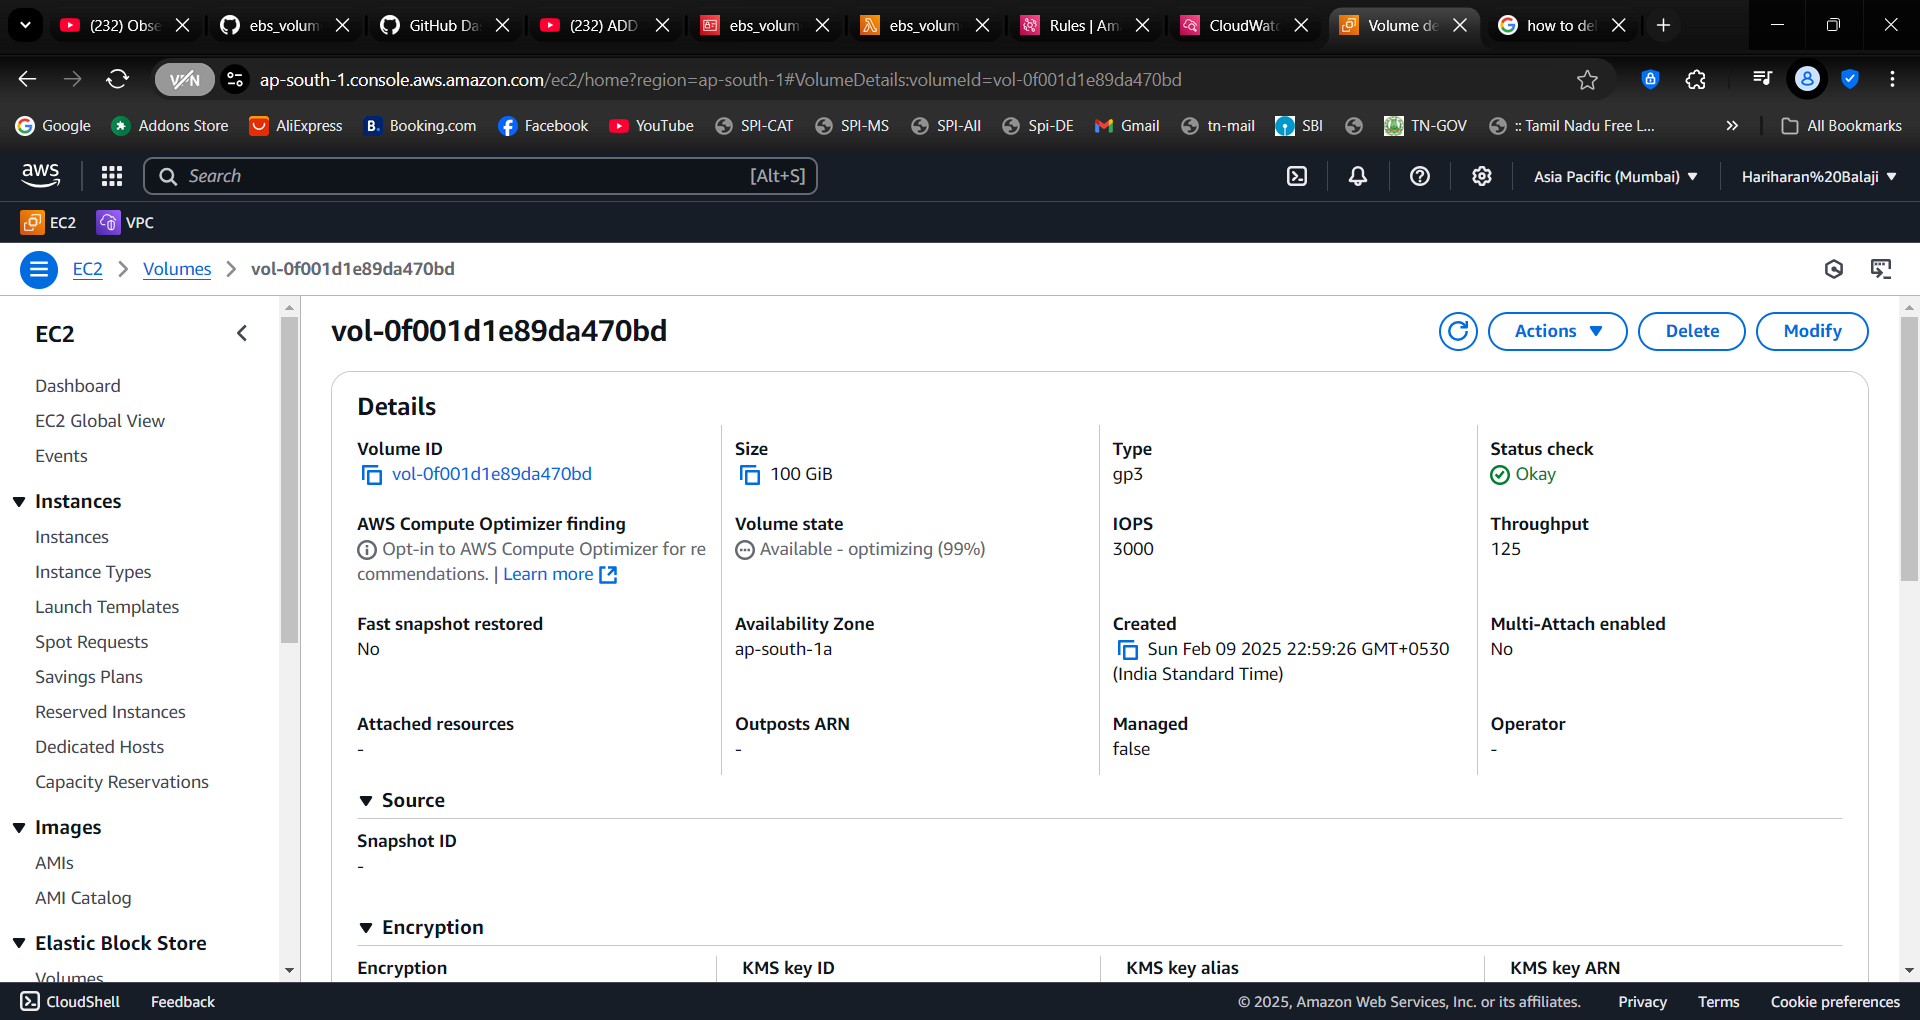 (232) Obse
ebs_volum
GitHub Da
(232) ADD
ebs_volum
ebs_volum
Rules | Am
CloudWat
Volume de
how to del
VPN
ap-south-1.console.aws.amazon.com/ec2/home?region=ap-south-1#VolumeDetails:volumeId=vol-0f001d1e89da470bd
Google
Addons Store
AliExpress
B. Booking.com
Facebook
YouTube
SPI-CAT
SPI-MS
SPI-All
Spi-DE
Gmail
tn-mail
SBI
TN-GOV
:: Tamil Nadu Free L...
All Bookmarks
aws
Search
[Alt+S]
Asia Pacific (Mumbai)
Hariharan%20Balaji
EC2
VPC
EC2
Volumes
vol-0f001d1e89da470bd
EC2
Dashboard
EC2 Global View
Events
Instances
Instances
Instance Types
Launch Templates
Spot Requests
Savings Plans
Reserved Instances
Dedicated Hosts
Capacity Reservations
Images
AMIs
AMI Catalog
Elastic Block Store
Volumes
vol-0f001d1e89da470bd
Actions
Delete
Modify
Details
Volume ID
vol-0f001d1e89da470bd
Size
100 GiB
Type
gp3
Status check
Okay
AWS Compute Optimizer finding
Opt-in to AWS Compute Optimizer for re
commendations. | Learn more
Volume state
Available - optimizing (99%)
IOPS
3000
Throughput
125
Fast snapshot restored
No
Availability Zone
ap-south-1a
Created
Sun Feb 09 2025 22:59:26 GMT+0530
(India Standard Time)
Multi-Attach enabled
No
Attached resources
-
Outposts ARN
-
Managed
false
Operator
-
Source
Snapshot ID
-
Encryption
Encryption
KMS key ID
KMS key alias
KMS key ARN
CloudShell
Feedback
© 2025, Amazon Web Services, Inc. or its affiliates.
Privacy
Terms
Cookie preferences